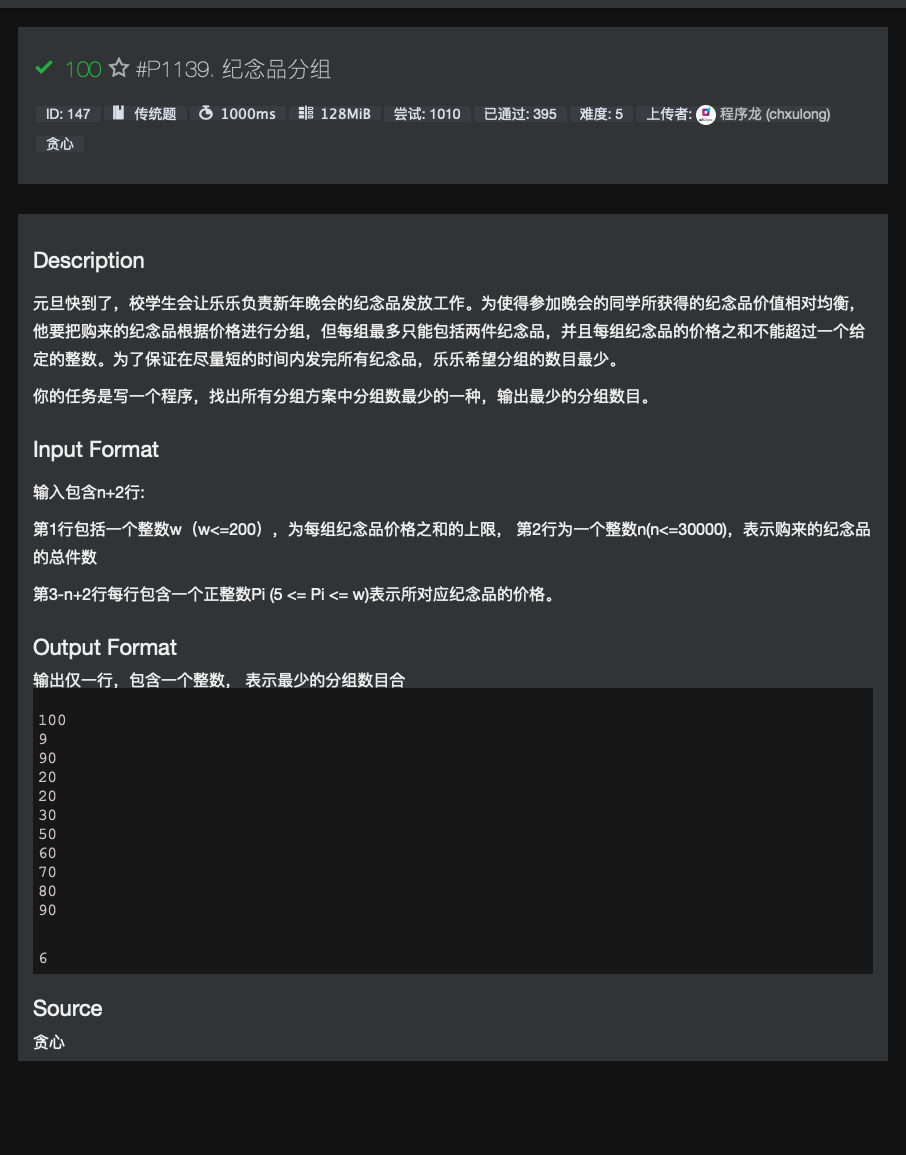 100 #P1139. 纪念品分组
ID: 147 传统题 1000ms 128MiB 尝试: 1010 已通过: 395 难度: 5 上传者: 程序龙 (chxulong)
贪心
Description
元旦快到了，校学生会让乐乐负责新年晚会的纪念品发放工作。为使得参加晚会的同学所获得的纪念品价值相对均衡，
他要把购来的纪念品根据价格进行分组，但每组最多只能包括两件纪念品，并且每组纪念品的价格之和不能超过一个给
定的整数。为了保证在尽量短的时间内发完所有纪念品，乐乐希望分组的数目最少。
你的任务是写一个程序，找出所有分组方案中分组数最少的一种，输出最少的分组数目。
Input Format
输入包含n+2行:
第1行包括一个整数w（w<=200），为每组纪念品价格之和的上限， 第2行为一个整数n(n<=30000)，表示购来的纪念品
的总件数
第3-n+2行每行包含一个正整数Pi (5 <= Pi <= w)表示所对应纪念品的价格。
Output Format
输出仅一行，包含一个整数， 表示最少的分组数目合
100
9
90
20
20
30
50
60
70
80
90
6
Source
贪心